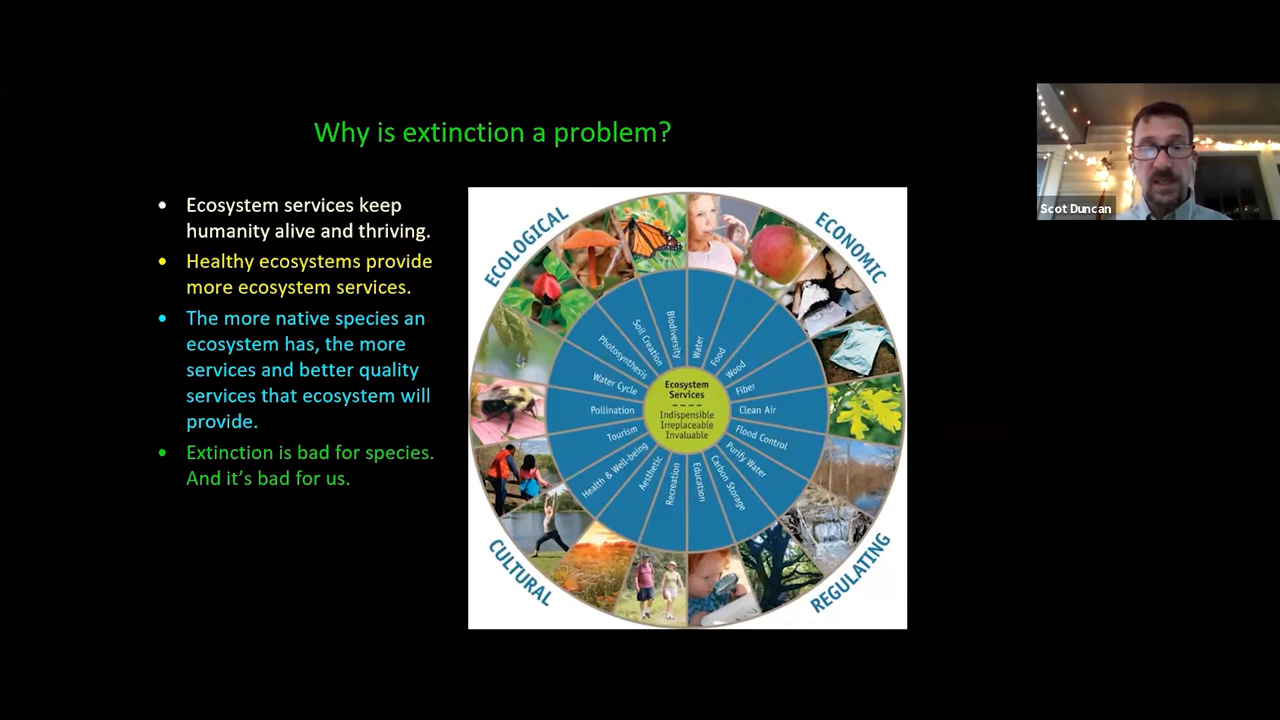 Why is extinction a problem?
• Ecosystem services keep
humanity alive and thriving.
• Healthy ecosystems provide
more ecosystem services.
• The more native species an
ecosystem has, the more
services and better quality
services that ecosystem will
provide.
• Extinction is bad for species.
And it’s bad for us.
ECOLOGICAL
ECONOMIC
REGULATING
CULTURAL
Ecosystem
Services
Indispensible
Irreplaceable
Invaluable
Water
Food
Wood
Fiber
Clean Air
Flood Control
Purify Water
Carbon Storage
Education
Recreation
Aesthetic
Health & Well-being
Tourism
Pollination
Water Cycle
Photosynthesis
Soil Creation
Biodiversity
Scot Duncan